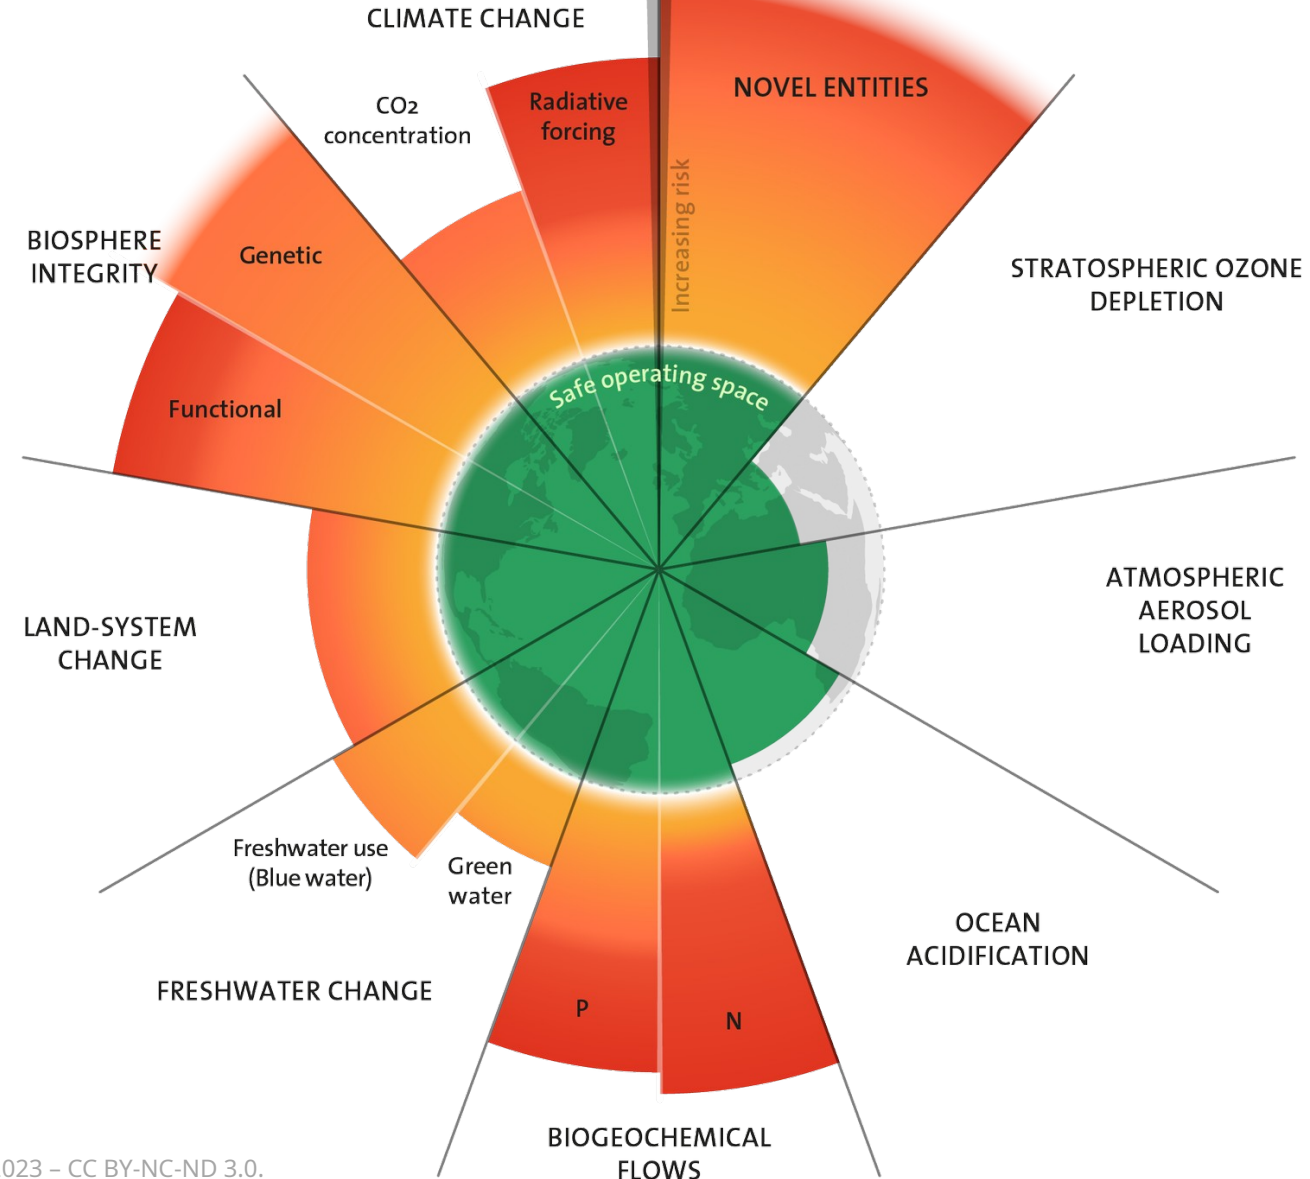 CLIMATE CHANGE
CO2
concentration
Radiative
forcing
NOVEL ENTITIES
Increasing risk
BIOSPHERE
INTEGRITY
Genetic
Functional
STRATOSPHERIC OZONE
DEPLETION
Safe operating space
ATMOSPHERIC
AEROSOL
LOADING
LAND-SYSTEM
CHANGE
Freshwater use
(Blue water)
Green
water
FRESHWATER CHANGE
OCEAN
ACIDIFICATION
P
N
BIOGEOCHEMICAL
FLOWS
023 – CC BY-NC-ND 3.0.